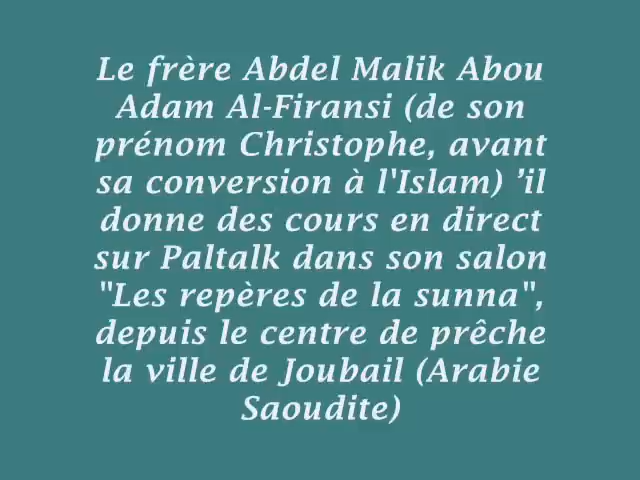 Le frère Abdel Malik Abou
Adam Al-Firansi (de son
prénom Christophe, avant
sa conversion à l'Islam) ’il
donne des cours en direct
sur Paltalk dans son salon
"Les repères de la sunna",
depuis le centre de prêche
la ville de Joubail (Arabie
Saoudite)